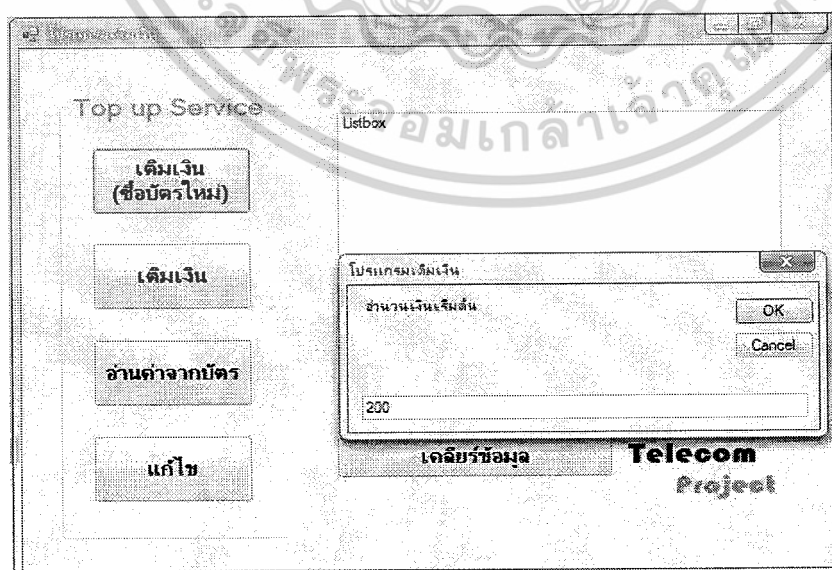 Top up Service
เติมเงิน
(ซื้อบัตรใหม่)
เติมเงิน
อ่านค่าจากบัตร
แก้ไข
Listbox
โปรแกรมเติมเงิน
จำนวนเงินเริ่มต้น
OK
Cancel
200
เคลียร์ข้อมูล
Telecom
Project